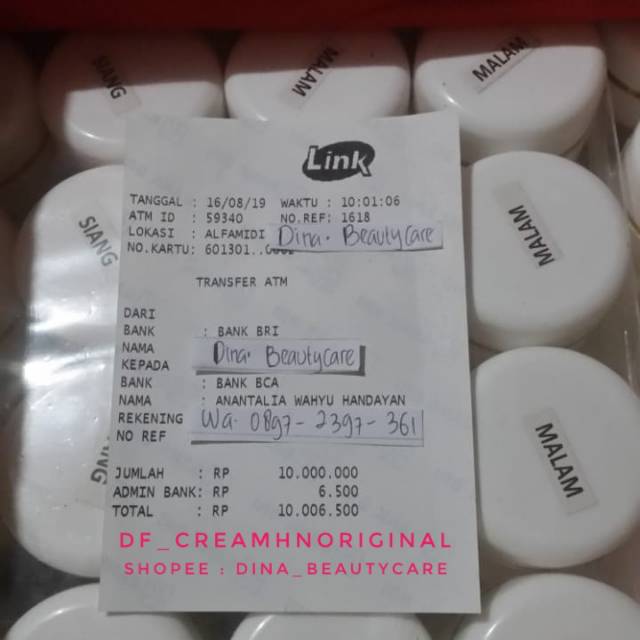 SIANG
MALAM
MALAM
Link
TANGGAL : 16/08/19 WAKTU : 10:01:06
ATM ID : 59340 NO.REF: 1618
LOKASI : ALFAMIDI Dina. Beautycare
NO.KARTU: 601301..
SIANG
MALAM
TRANSFER ATM
DARI
BANK : BANK BRI
NAMA Dina. Beautycare
KEPADA
BANK : BANK BCA
NAMA : ANANTALIA WAHYU HANDAYAN
REKENING Wa. 0897-2397-361
NO REF
MALAM
JUMLAH : RP 10.000.000
ADMIN BANK: RP 6.500
TOTAL : RP 10.006.500
DF_CREAMHNORIGINAL
SHOPEE : DINA_BEAUTYCARE